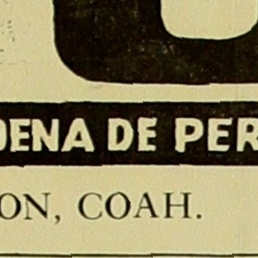 DENA DE PER
ON, COAH.